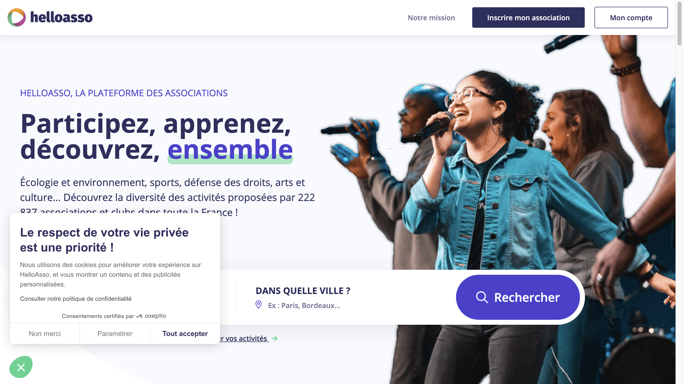 helloasso
Notre mission
Inscrire mon association
Mon compte
HELLOASSO, LA PLATEFORME DES ASSOCIATIONS
Participez, apprenez,
découvrez, ensemble
Écologie et environnement, sports, défense des droits, arts et
culture... Découvrez la diversité des activités proposées par 222
837 associations et clubs dans toute la France !
Le respect de votre vie privée
est une priorité !
Nous utilisons des cookies pour améliorer votre expérience sur
HelloAsso, et vous montrer un contenu et des publicités
personnalisées.
Consulter notre politique de confidentialité
Consentements certifiés par axeptio
Non merci
Paramétrer
Tout accepter
DANS QUELLE VILLE ?
Ex : Paris, Bordeaux...
Rechercher
er vos activités